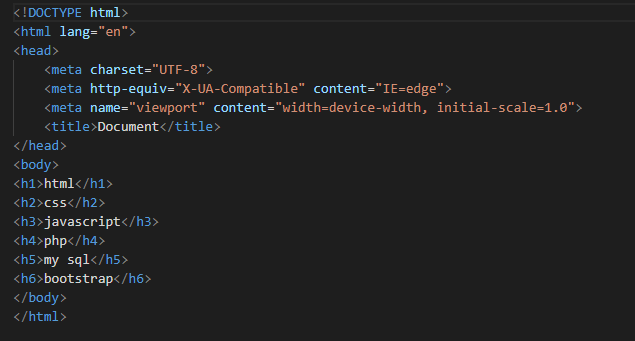 <!DOCTYPE html>
<html lang="en">
<head>
    <meta charset="UTF-8">
    <meta http-equiv="X-UA-Compatible" content="IE=edge">
    <meta name="viewport" content="width=device-width, initial-scale=1.0">
    <title>Document</title>
</head>
<body>
<h1>html</h1>
<h2>css</h2>
<h3>javascript</h3>
<h4>php</h4>
<h5>my sql</h5>
<h6>bootstrap</h6>
</body>
</html>